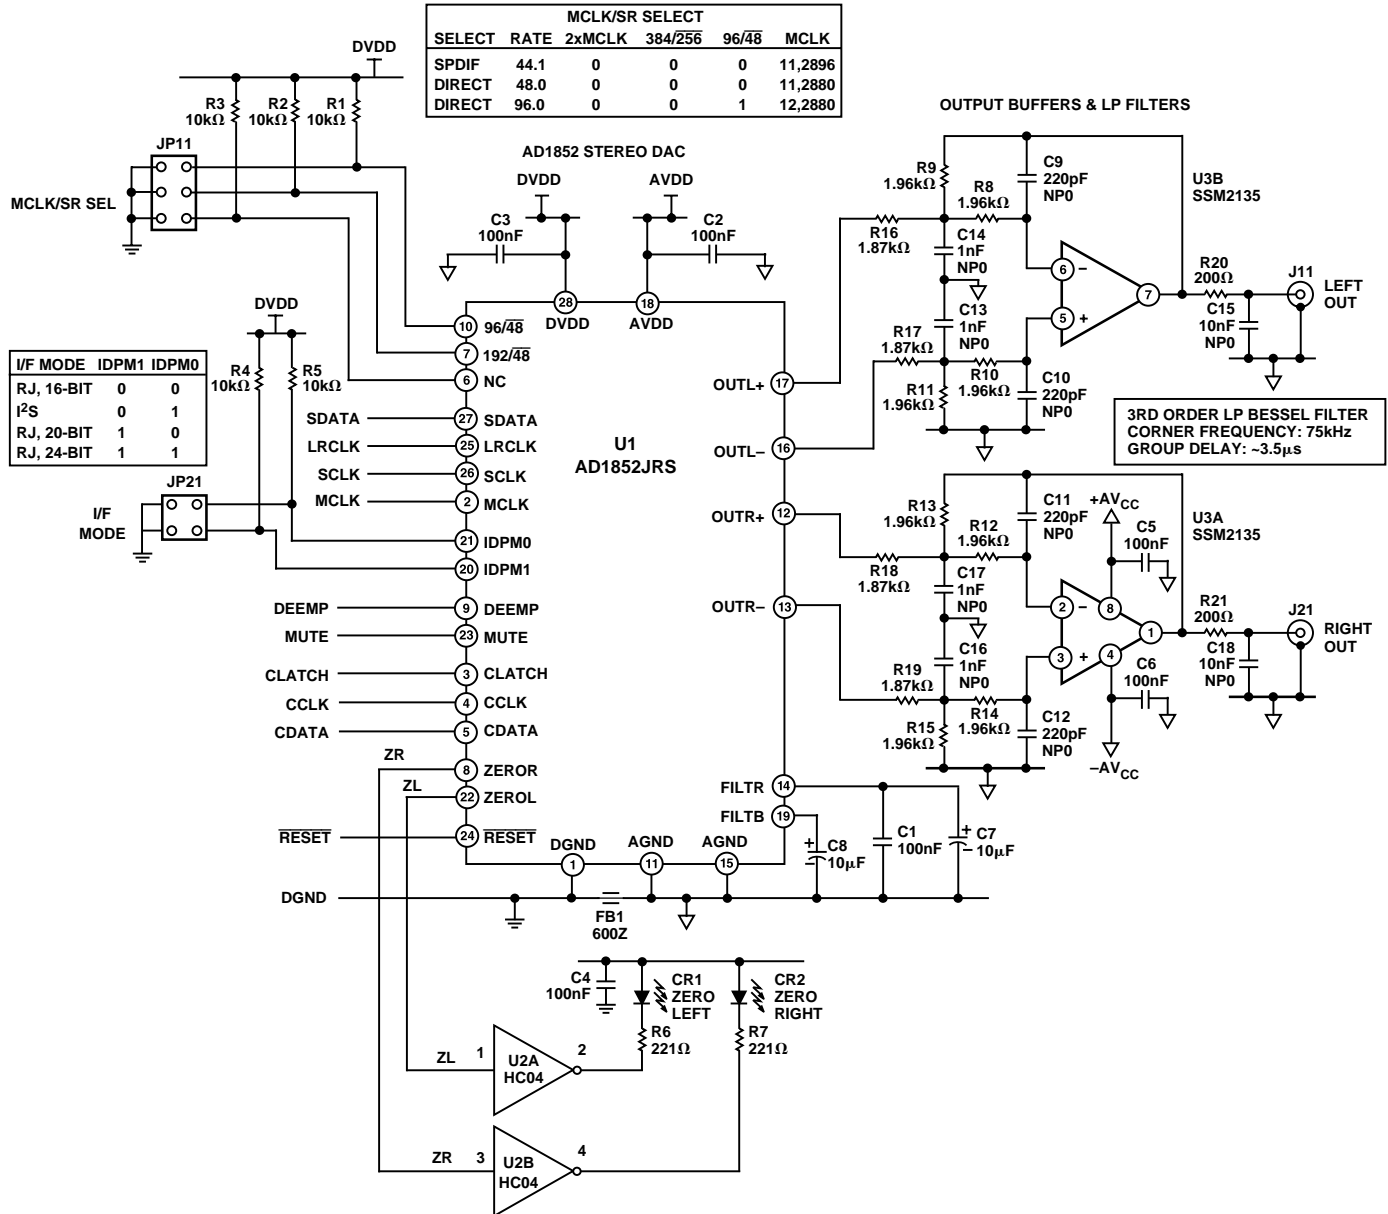 MCLK/SR SELECT
SELECT RATE 2xMCLK 384/256 96/48 MCLK
SPDIF 44.1 0 0 0 11,2896
DIRECT 48.0 0 0 0 11,2880
DIRECT 96.0 0 0 1 12,2880
DVDD
R3
10kΩ
R2
10kΩ
R1
10kΩ
JP11
MCLK/SR SEL
AD1852 STEREO DAC
DVDD
AVDD
C3
100nF
C2
100nF
DVDD
R4
10kΩ
R5
10kΩ
I/F MODE IDPM1 IDPM0
RJ, 16-BIT 0 0
I2S 0 1
RJ, 20-BIT 1 0
RJ, 24-BIT 1 1
JP21
I/F
MODE
28
DVDD
18
AVDD
10 96/48
7 192/48
6 NC
SDATA 27 SDATA
LRCLK 25 LRCLK
SCLK 26 SCLK
MCLK 2 MCLK
21 IDPM0
20 IDPM1
DEEMP 9 DEEMP
MUTE 23 MUTE
CLATCH 3 CLATCH
CCLK 4 CCLK
CDATA 5 CDATA
ZR
8 ZEROR
ZL
22 ZEROL
RESET 24 RESET
U1
AD1852JRS
OUTL+ 17
OUTL– 16
OUTR+ 12
OUTR– 13
FILTR 14
FILTB 19
DGND
1
AGND
11
AGND
15
DGND
FB1
600Z
C8
10µF
+
–
C1
100nF
C7
10µF
+
–
OUTPUT BUFFERS & LP FILTERS
R9
1.96kΩ
R8
1.96kΩ
C9
220pF
NP0
U3B
SSM2135
R16
1.87kΩ
C14
1nF
NP0
6 –
5 +
7
R20
200Ω
J11
LEFT
OUT
C15
10nF
NP0
C13
1nF
NP0
R17
1.87kΩ
R10
1.96kΩ
R11
1.96kΩ
C10
220pF
NP0
3RD ORDER LP BESSEL FILTER
CORNER FREQUENCY: 75kHz
GROUP DELAY: ~3.5µs
R13
1.96kΩ
R12
1.96kΩ
C11
220pF
NP0
+AVCC
C5
100nF
U3A
SSM2135
R18
1.87kΩ
C17
1nF
NP0
2 –
3 +
8
4
1
R21
200Ω
J21
RIGHT
OUT
C18
10nF
NP0
C16
1nF
NP0
C6
100nF
R19
1.87kΩ
R14
1.96kΩ
R15
1.96kΩ
C12
220pF
NP0
–AVCC
C4
100nF
CR1
ZERO
LEFT
CR2
ZERO
RIGHT
R6
221Ω
R7
221Ω
ZL 1
U2A
HC04
2
ZR 3
U2B
HC04
4